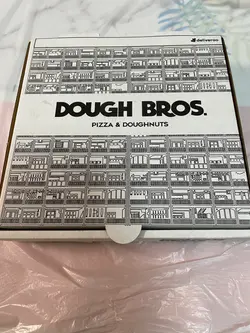 deliveroo
DOUGH BROS.
PIZZA & DOUGHNUTS